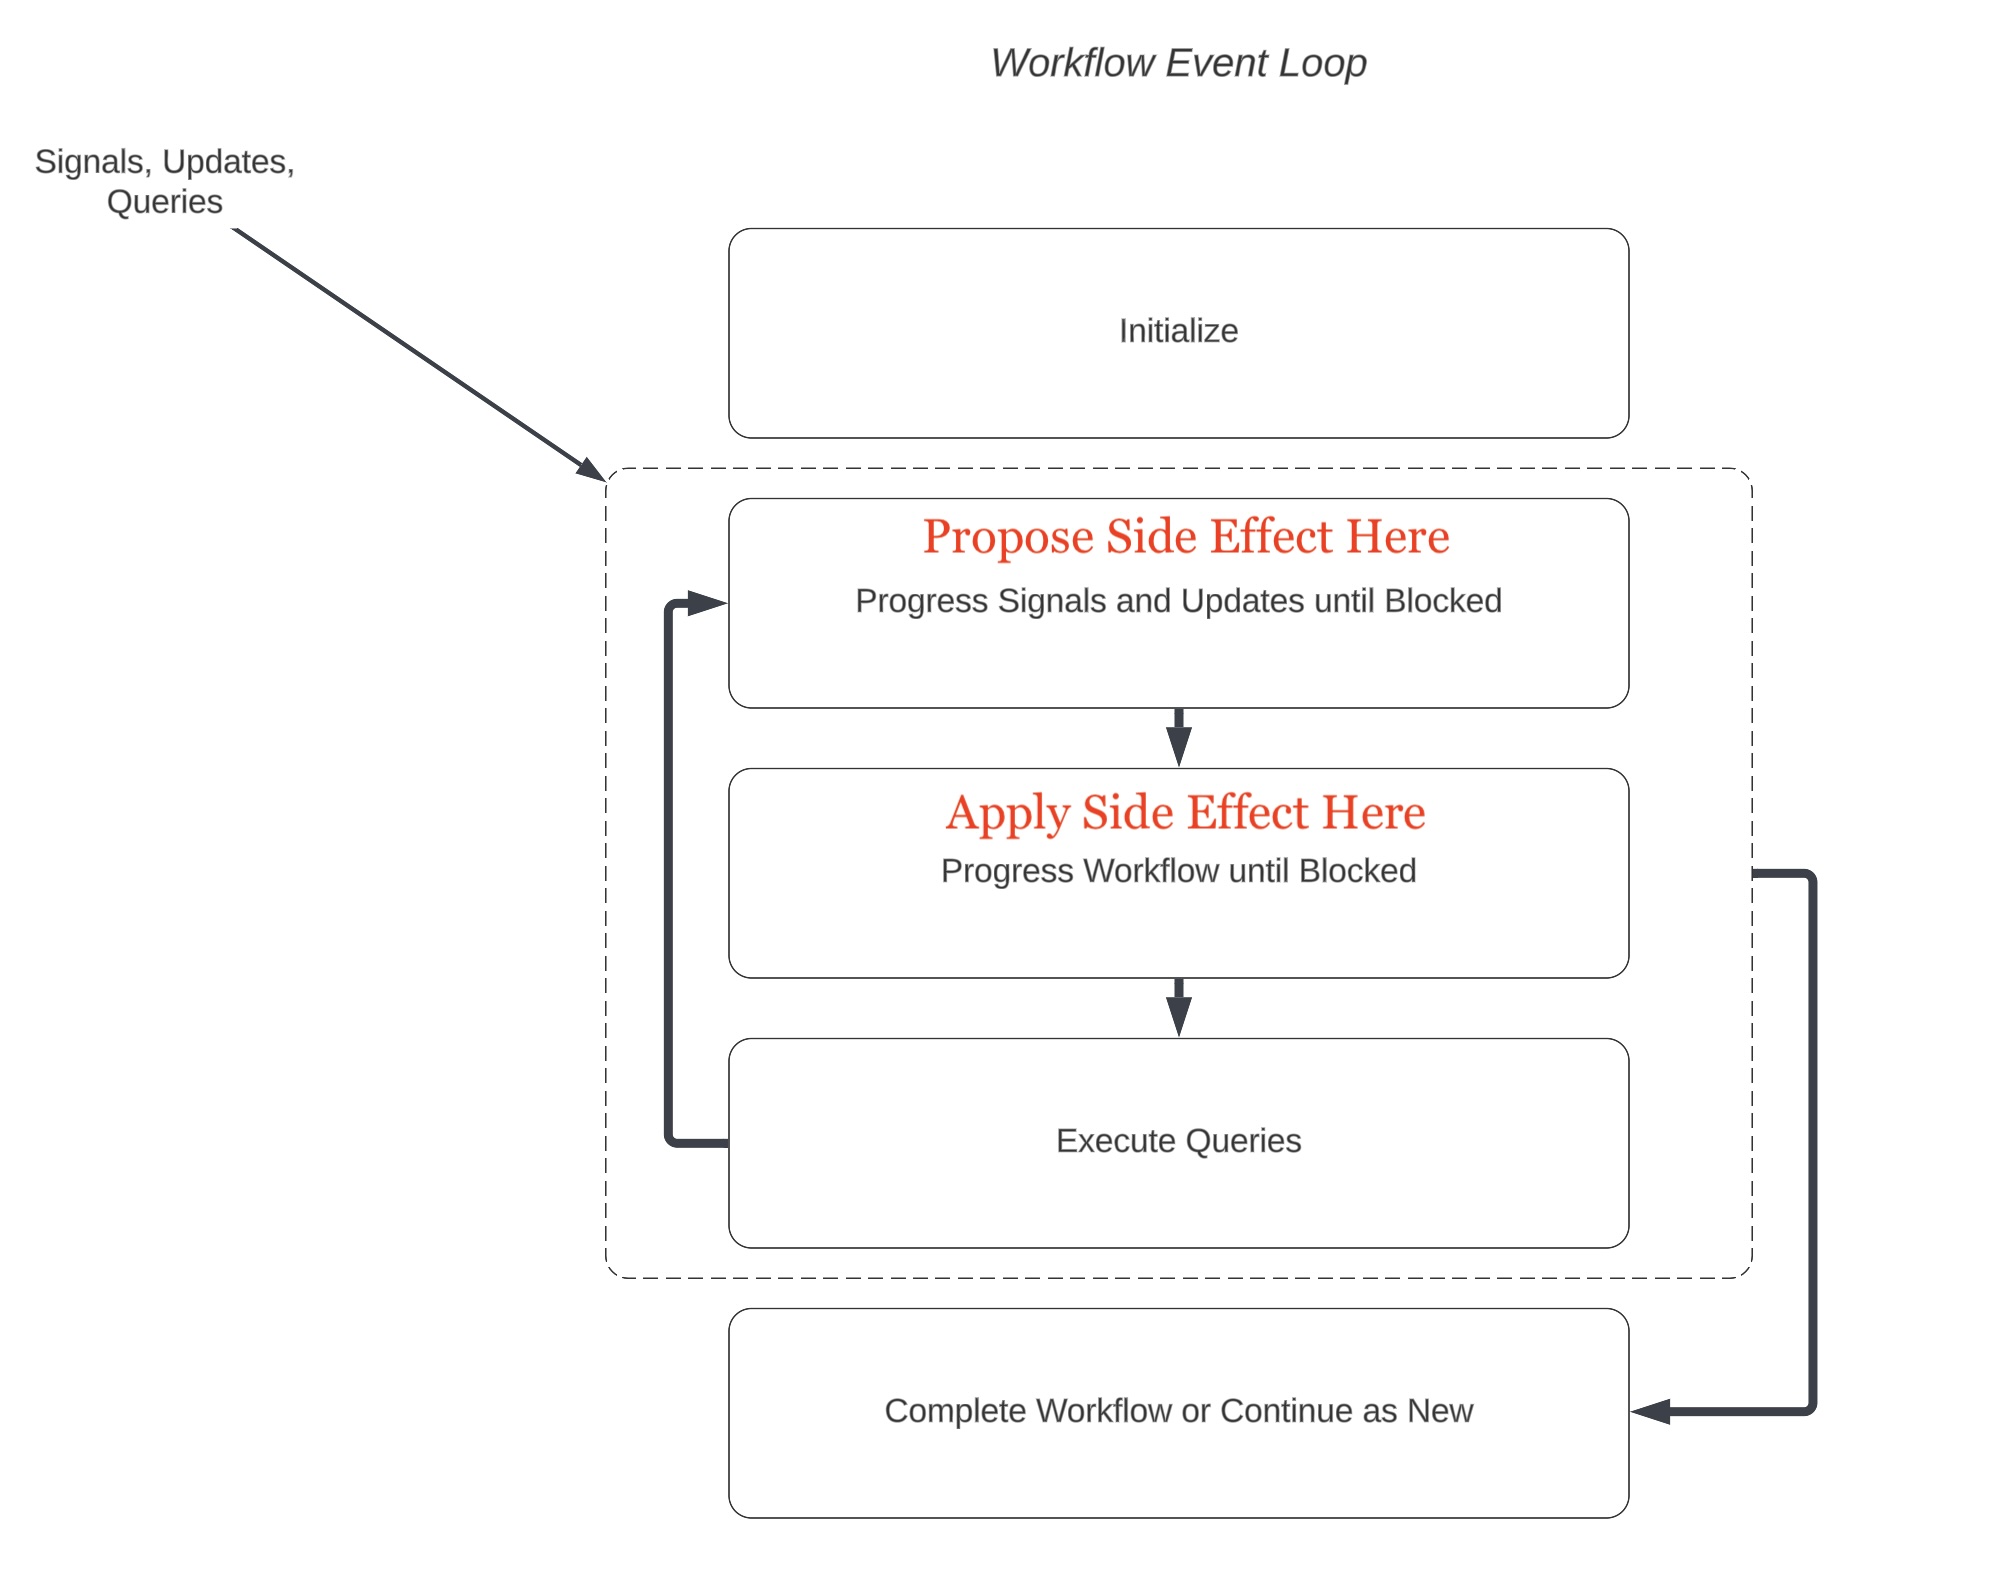 Workflow Event Loop
Signals, Updates,
Queries
Initialize
Propose Side Effect Here
Progress Signals and Updates until Blocked
Apply Side Effect Here
Progress Workflow until Blocked
Execute Queries
Complete Workflow or Continue as New